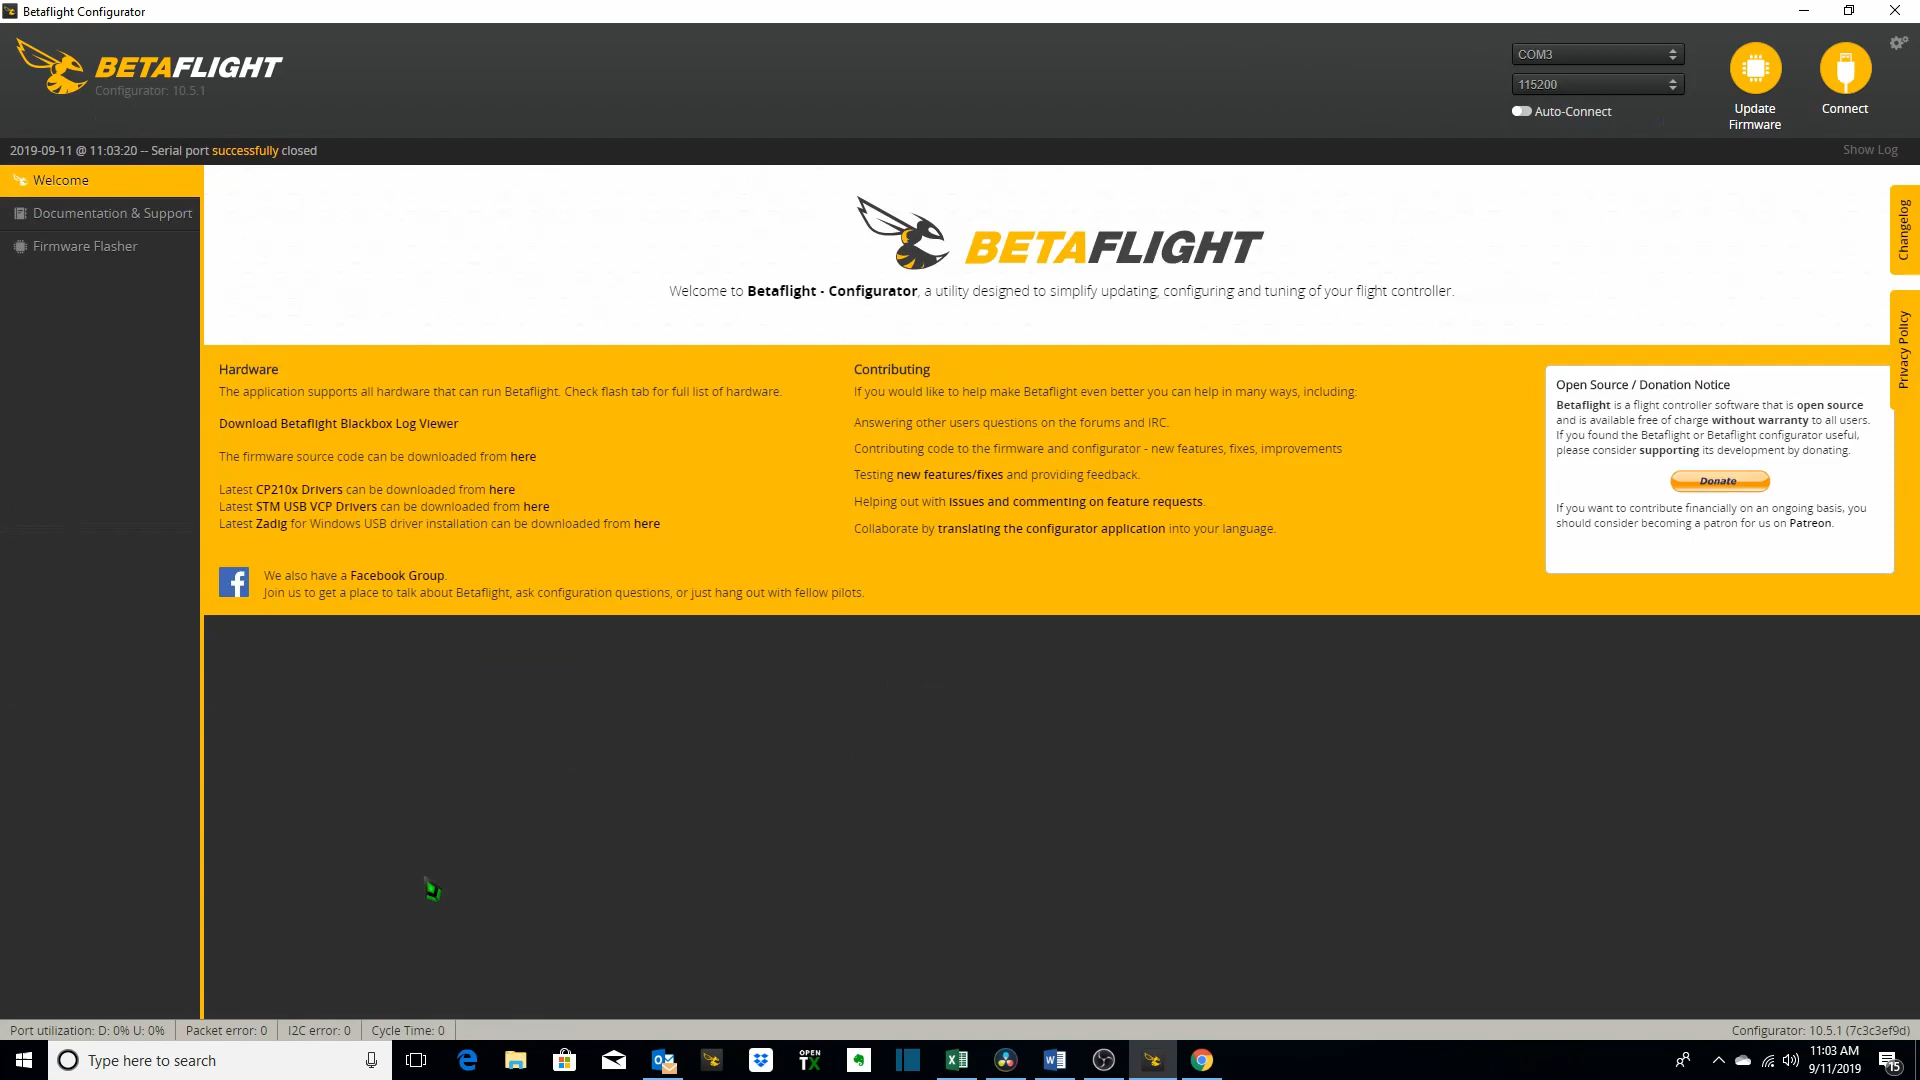 Betaflight Configurator
BETAFLIGHT
Configurator: 10.5.1
COM3
115200
Auto-Connect
Update
Firmware
Connect
2019-09-11 @ 11:03:20 -- Serial port successfully closed
Show Log
Welcome
Documentation & Support
Firmware Flasher
BETAFLIGHT
Welcome to Betaflight - Configurator, a utility designed to simplify updating, configuring and tuning of your flight controller.
Changelog
Privacy Policy
Hardware
The application supports all hardware that can run Betaflight. Check flash tab for full list of hardware.
Download Betaflight Blackbox Log Viewer
The firmware source code can be downloaded from here
Latest CP210x Drivers can be downloaded from here
Latest STM USB VCP Drivers can be downloaded from here
Latest Zadig for Windows USB driver installation can be downloaded from here
We also have a Facebook Group.
Join us to get a place to talk about Betaflight, ask configuration questions, or just hang out with fellow pilots.
Contributing
If you would like to help make Betaflight even better you can help in many ways, including:
Answering other users questions on the forums and IRC.
Contributing code to the firmware and configurator - new features, fixes, improvements
Testing new features/fixes and providing feedback.
Helping out with issues and commenting on feature requests.
Collaborate by translating the configurator application into your language.
Open Source / Donation Notice
Betaflight is a flight controller software that is open source
and is available free of charge without warranty to all users.
If you found the Betaflight or Betaflight configurator useful,
please consider supporting its development by donating.
Donate
If you want to contribute financially on an ongoing basis, you
should consider becoming a patron for us on Patreon.
Port utilization: D: 0% U: 0%
Packet error: 0
I2C error: 0
Cycle Time: 0
Configurator: 10.5.1 (7c3c3ef9d)
Type here to search
OPEN
TX
11:03 AM
9/11/2019
15